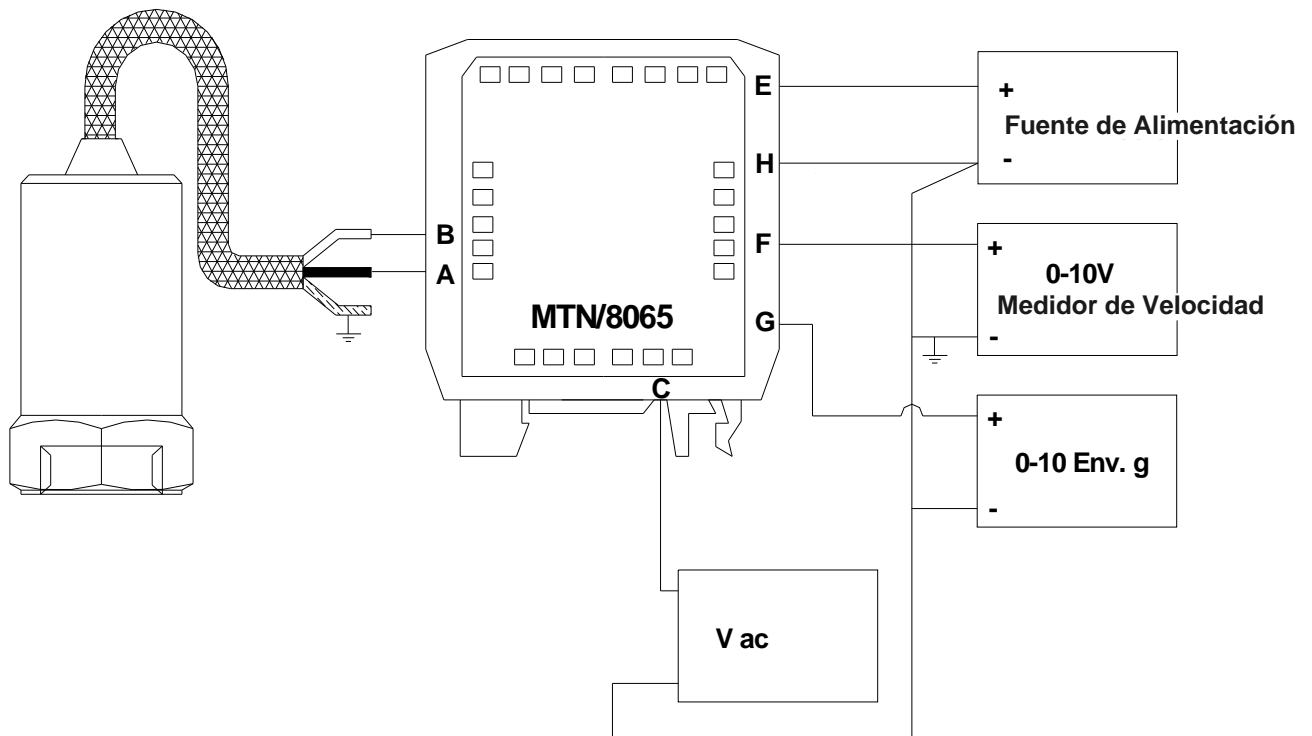 E
+
Fuente de Alimentación
H
-
B
F
+
A
0-10V
Medidor de Velocidad
MTN/8065
G
-
C
+
0-10 Env. g
-
V ac